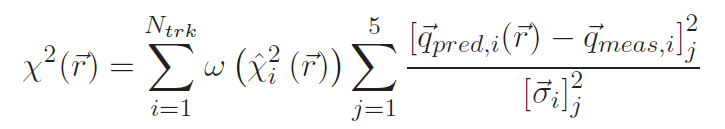 χ²(r⃗) = ∑_{i=1}^{N_{trk}} ω (χ̂_i² (r⃗)) ∑_{j=1}^{5} [q⃗_{pred,i}(r⃗) − q⃗_{meas,i}]_j² / [σ⃗_i]_j²